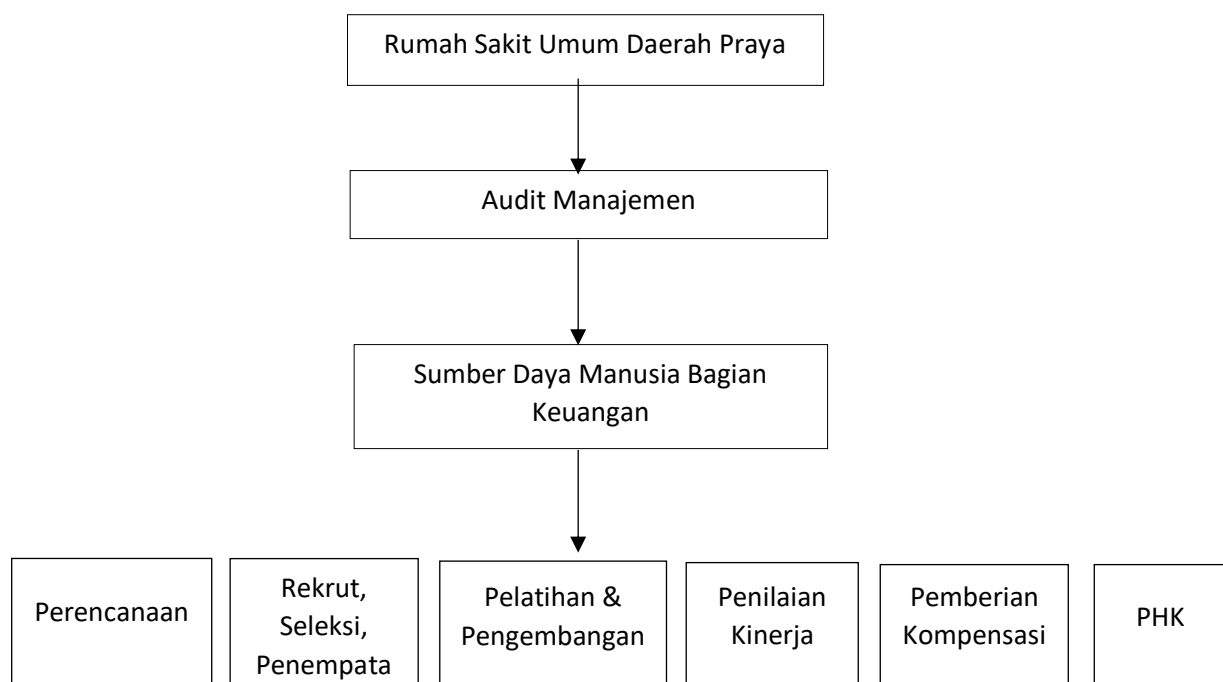 Rumah Sakit Umum Daerah Praya
Audit Manajemen
Sumber Daya Manusia Bagian
Keuangan
Perencanaan
Rekrut,
Seleksi,
Penempata
Pelatihan &
Pengembangan
Penilaian
Kinerja
Pemberian
Kompensasi
PHK